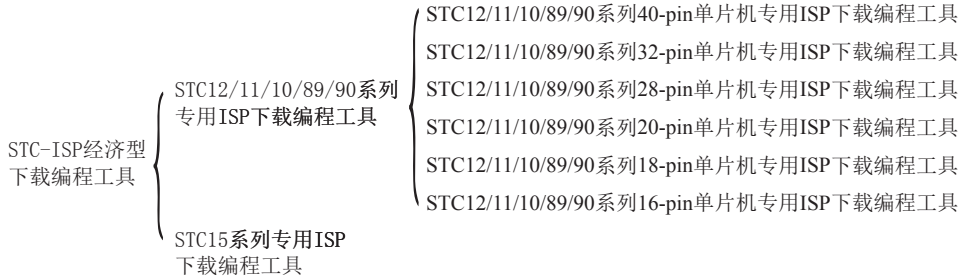 STC-ISP经济型
下载编程工具
STC12/11/10/89/90系列
专用ISP下载编程工具
STC12/11/10/89/90系列40-pin单片机专用ISP下载编程工具
STC12/11/10/89/90系列32-pin单片机专用ISP下载编程工具
STC12/11/10/89/90系列28-pin单片机专用ISP下载编程工具
STC12/11/10/89/90系列20-pin单片机专用ISP下载编程工具
STC12/11/10/89/90系列18-pin单片机专用ISP下载编程工具
STC12/11/10/89/90系列16-pin单片机专用ISP下载编程工具
STC15系列专用ISP
下载编程工具